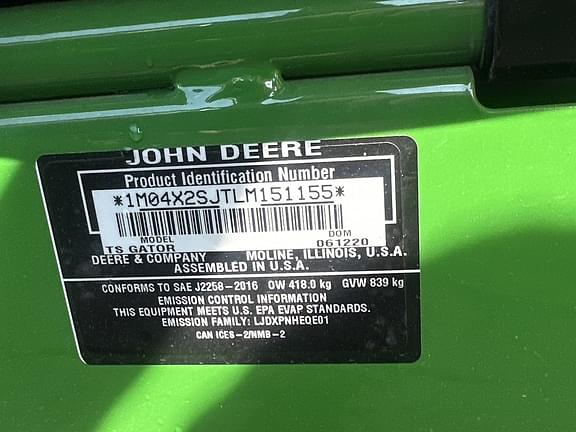 JOHN DEERE
Product Identification Number
*1M04X2SJTLM151155*
MODEL DOM
TS GATOR 061220
DEERE & COMPANY MOLINE, ILLINOIS, U.S.A.
ASSEMBLED IN U.S.A.
CONFORMS TO SAE J2258-2016 OW 418.0 kg GVW 839 kg
EMISSION CONTROL INFORMATION
THIS EQUIPMENT MEETS U.S. EPA EVAP STANDARDS.
EMISSION FAMILY: LJDXPNHEQE01
CAN ICES-2/NMB-2